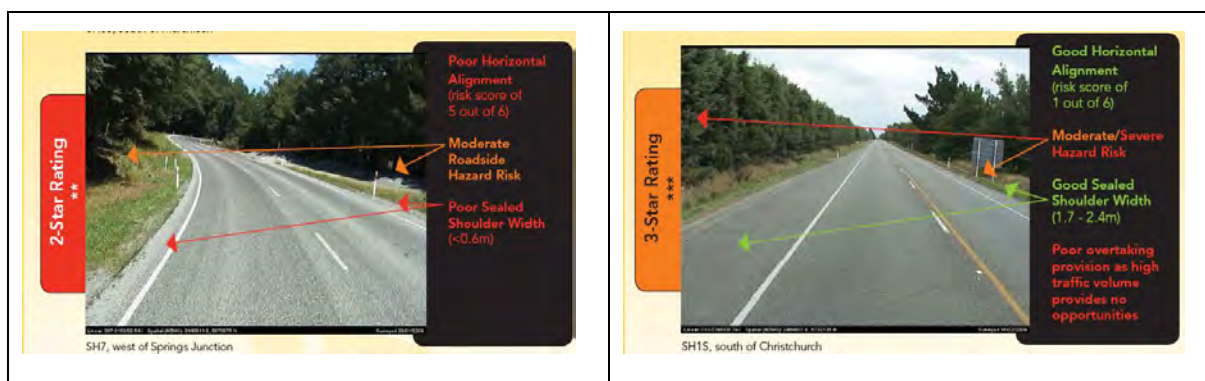 2-Star Rating
**
Poor Horizontal
Alignment
(risk score of
5 out of 6)
Moderate
Roadside
Hazard Risk
Poor Sealed
Shoulder Width
(<0.6m)
SH7, west of Springs Junction
3-Star Rating
***
Good Horizontal
Alignment
(risk score of
1 out of 6)
Moderate/Severe
Hazard Risk
Good Sealed
Shoulder Width
(1.7 - 2.4m)
Poor overtaking
provision as high
traffic volume
provides no
opportunities
SH1S, south of Christchurch